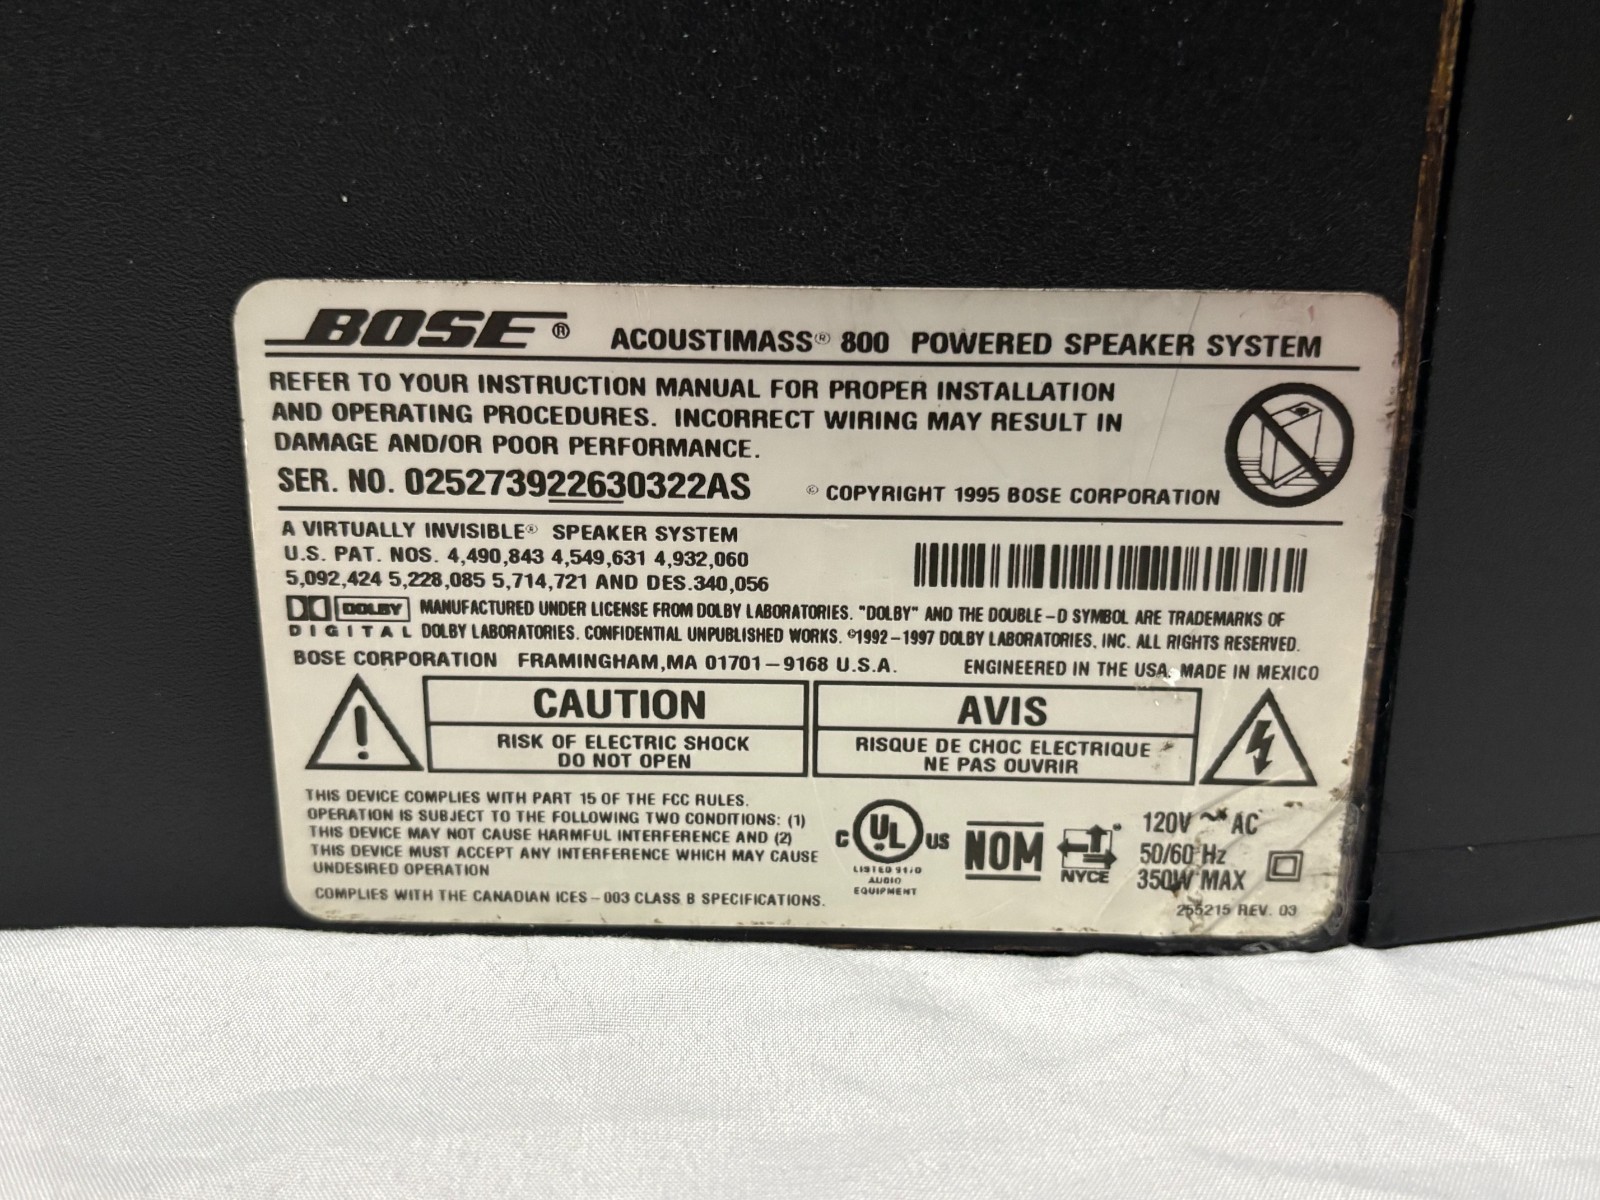 BOSE® ACOUSTIMASS® 800 POWERED SPEAKER SYSTEM
REFER TO YOUR INSTRUCTION MANUAL FOR PROPER INSTALLATION
AND OPERATING PROCEDURES. INCORRECT WIRING MAY RESULT IN
DAMAGE AND/OR POOR PERFORMANCE.
SER. NO. 025273922630322AS © COPYRIGHT 1995 BOSE CORPORATION
A VIRTUALLY INVISIBLE® SPEAKER SYSTEM
U.S. PAT. NOS. 4,490,843 4,549,631 4,932,060
5,092,424 5,228,085 5,714,721 AND DES.340,056
DOLBY MANUFACTURED UNDER LICENSE FROM DOLBY LABORATORIES. "DOLBY" AND THE DOUBLE-D SYMBOL ARE TRADEMARKS OF
DIGITAL DOLBY LABORATORIES. CONFIDENTIAL UNPUBLISHED WORKS. ©1992-1997 DOLBY LABORATORIES, INC. ALL RIGHTS RESERVED.
BOSE CORPORATION FRAMINGHAM,MA 01701-9168 U.S.A. ENGINEERED IN THE USA. MADE IN MEXICO
CAUTION
RISK OF ELECTRIC SHOCK
DO NOT OPEN
AVIS
RISQUE DE CHOC ELECTRIQUE
NE PAS OUVRIR
THIS DEVICE COMPLIES WITH PART 15 OF THE FCC RULES.
OPERATION IS SUBJECT TO THE FOLLOWING TWO CONDITIONS: (1)
THIS DEVICE MAY NOT CAUSE HARMFUL INTERFERENCE AND (2)
THIS DEVICE MUST ACCEPT ANY INTERFERENCE WHICH MAY CAUSE
UNDESIRED OPERATION
COMPLIES WITH THE CANADIAN ICES-003 CLASS B SPECIFICATIONS.
C UL US
LISTED
AUDIO
EQUIPMENT
NOM
NYCE
120V ~ AC
50/60 Hz
350W MAX
255215 REV. 03